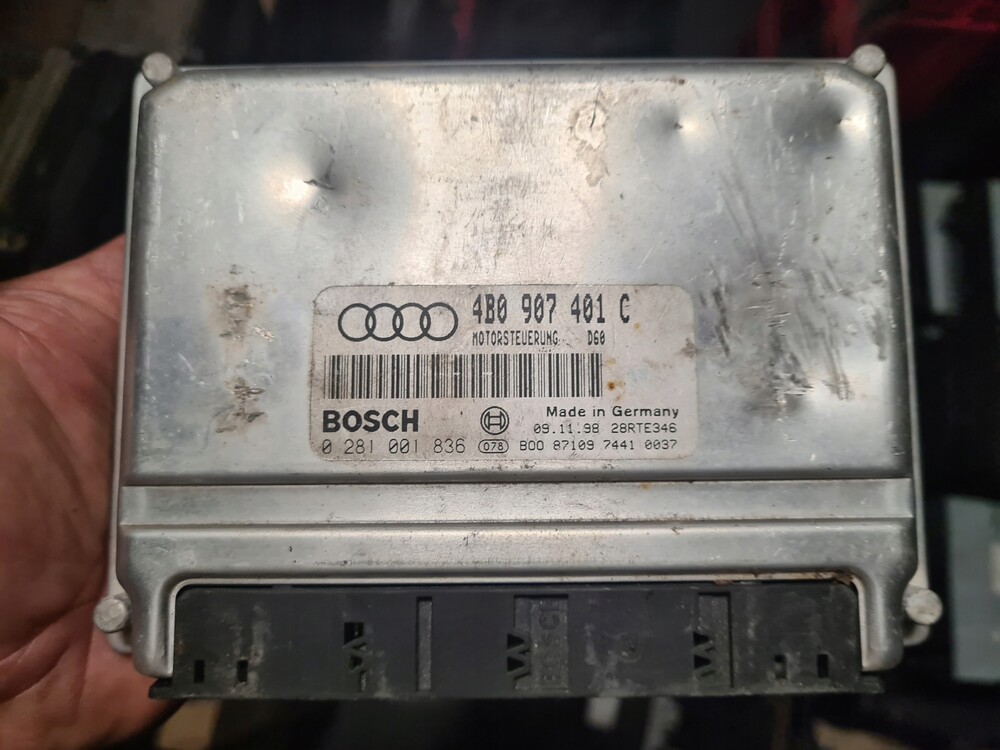 4B0 907 401 C
MOTORSTEUERUNG D60
BOSCH
Made in Germany
09.11.98 28RTE346
0 281 001 836 078 B00 87109 7441 0037